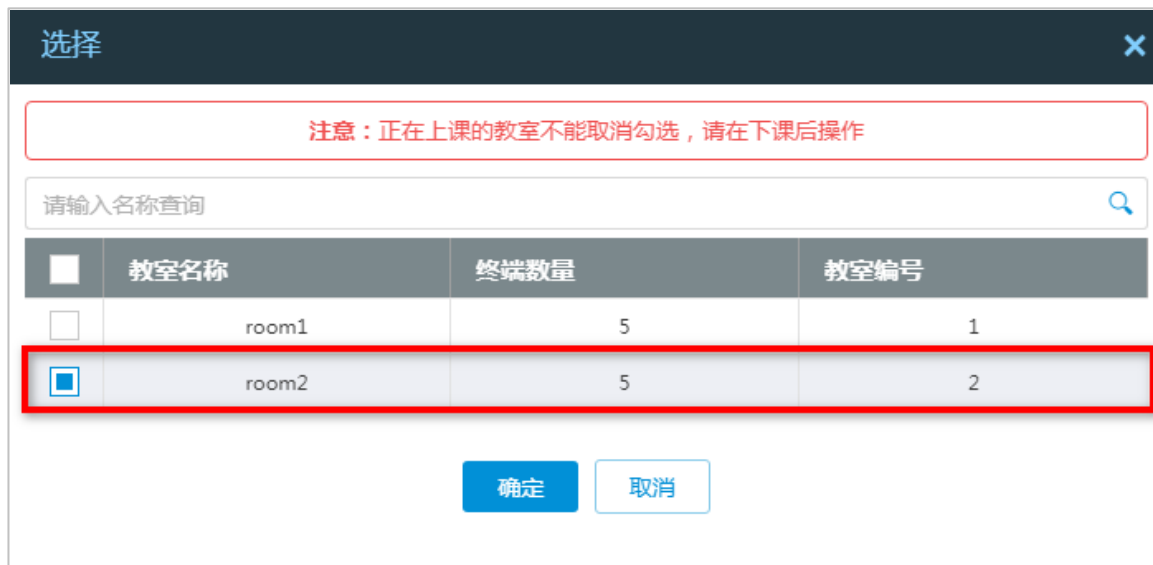 选择
注意：正在上课的教室不能取消勾选，请在下课后操作
请输入名称查询
教室名称 终端数量 教室编号
room1 5 1
room2 5 2
确定 取消